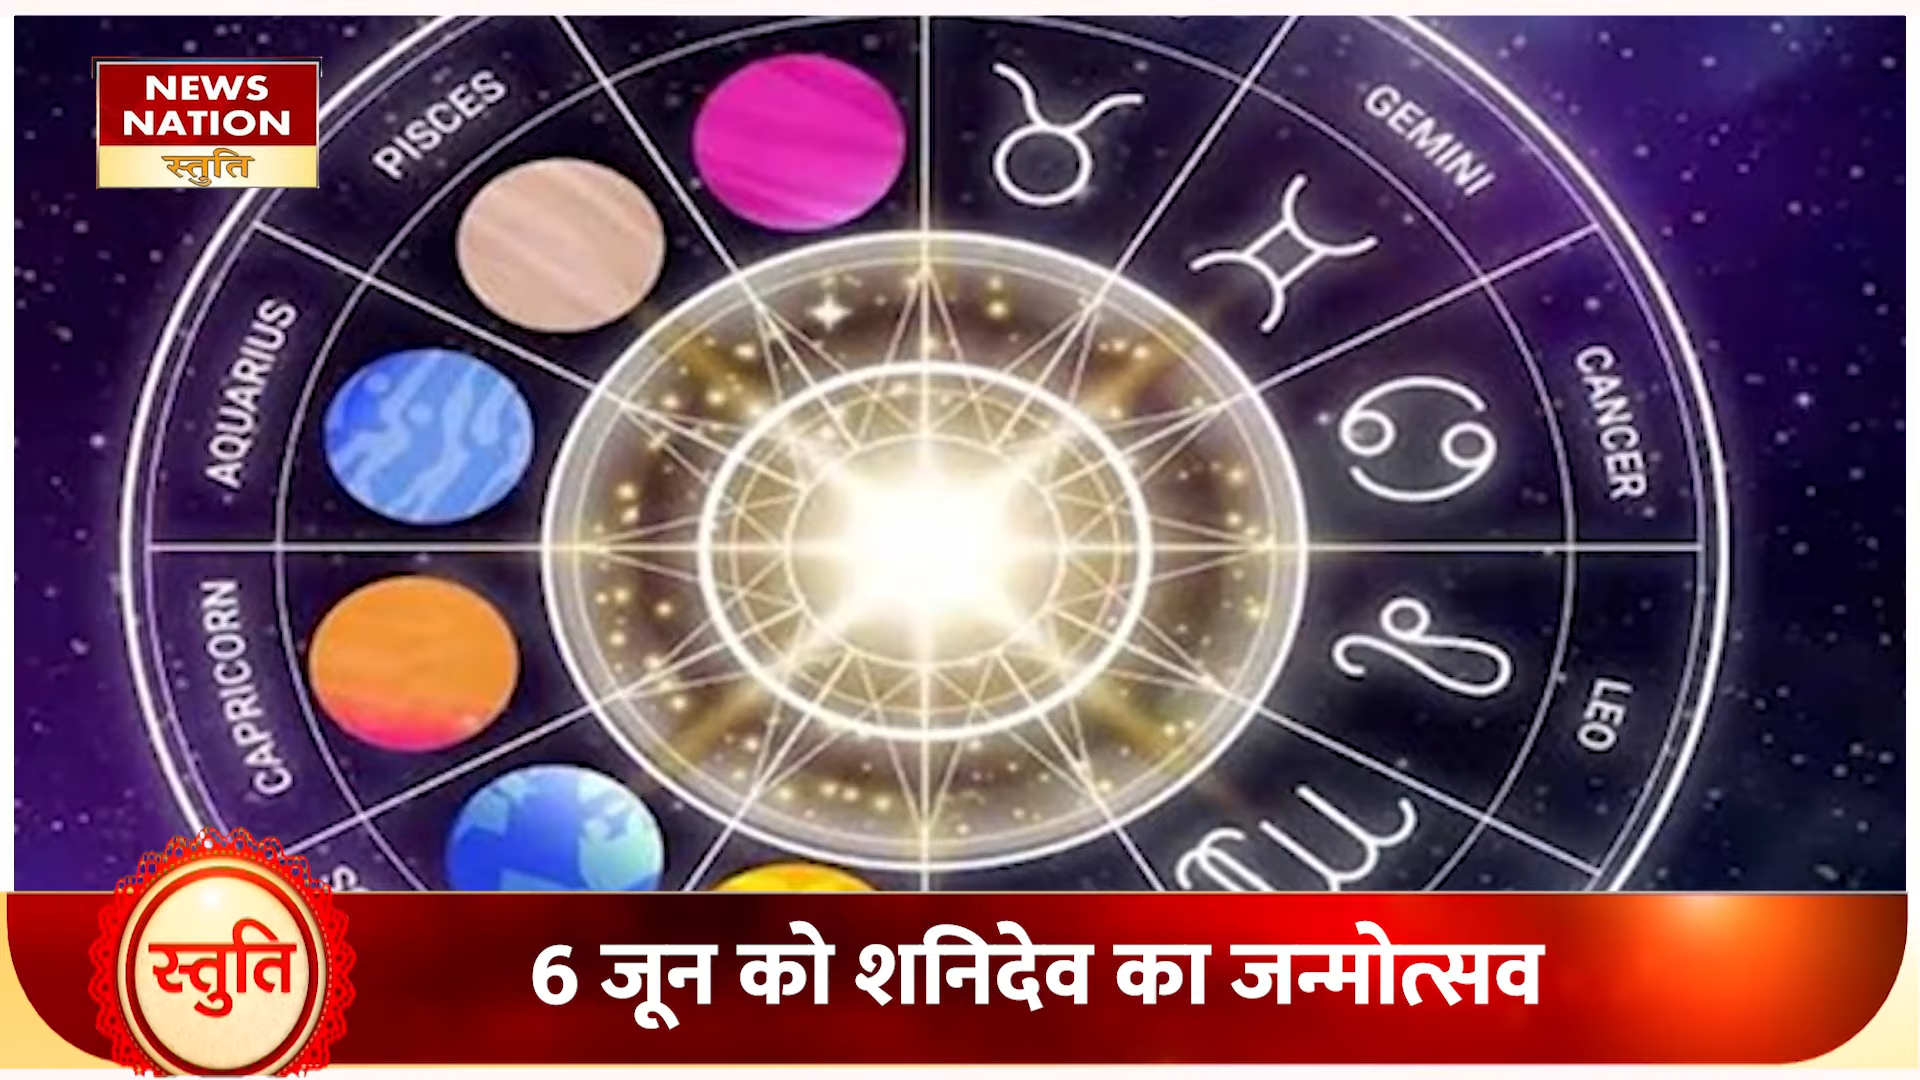 NEWS
NATION
स्तुति
PISCES
GEMINI
AQUARIUS
CANCER
CAPRICORN
LEO
स्तुति
6 जून को शनिदेव का जन्मोत्सव